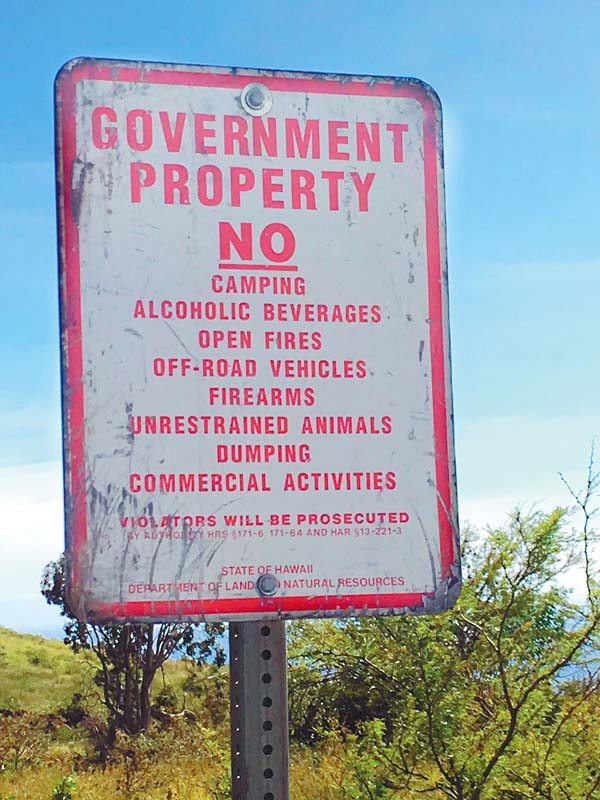 GOVERNMENT
PROPERTY
NO
CAMPING
ALCOHOLIC BEVERAGES
OPEN FIRES
OFF-ROAD VEHICLES
FIREARMS
UNRESTRAINED ANIMALS
DUMPING
COMMERCIAL ACTIVITIES
VIOLATORS WILL BE PROSECUTED
BY AUTHORITY HRS §171-6, 171-64 AND HAR §13-221-3
STATE OF HAWAII
DEPARTMENT OF LAND AND NATURAL RESOURCES